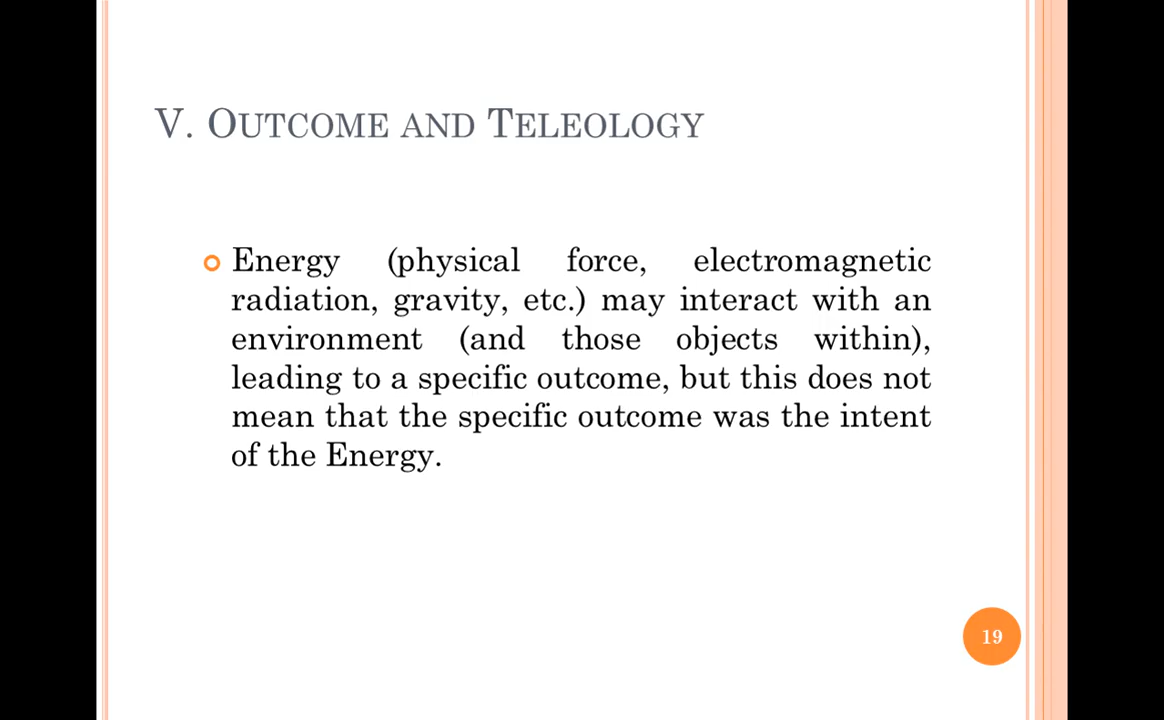 V. OUTCOME AND TELEOLOGY
Energy (physical force, electromagnetic
radiation, gravity, etc.) may interact with an
environment (and those objects within),
leading to a specific outcome, but this does not
mean that the specific outcome was the intent
of the Energy.
19